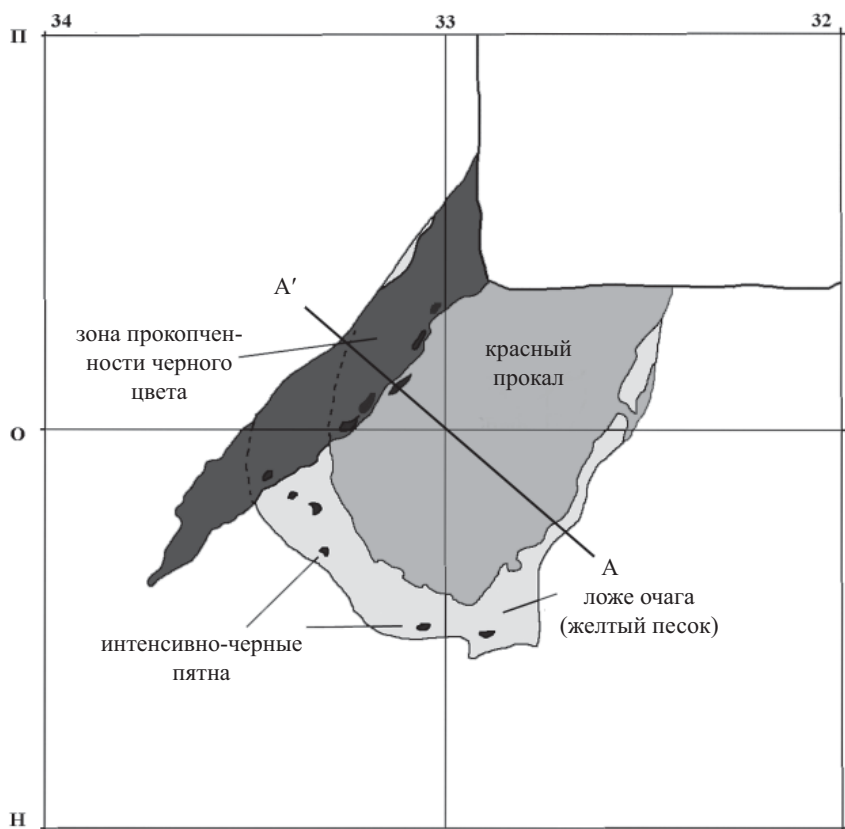 34 33 32
П
А′
зона прокопчен-
ности черного
цвета
красный
прокал
О
А
ложе очага
(желтый песок)
интенсивно-черные
пятна
Н